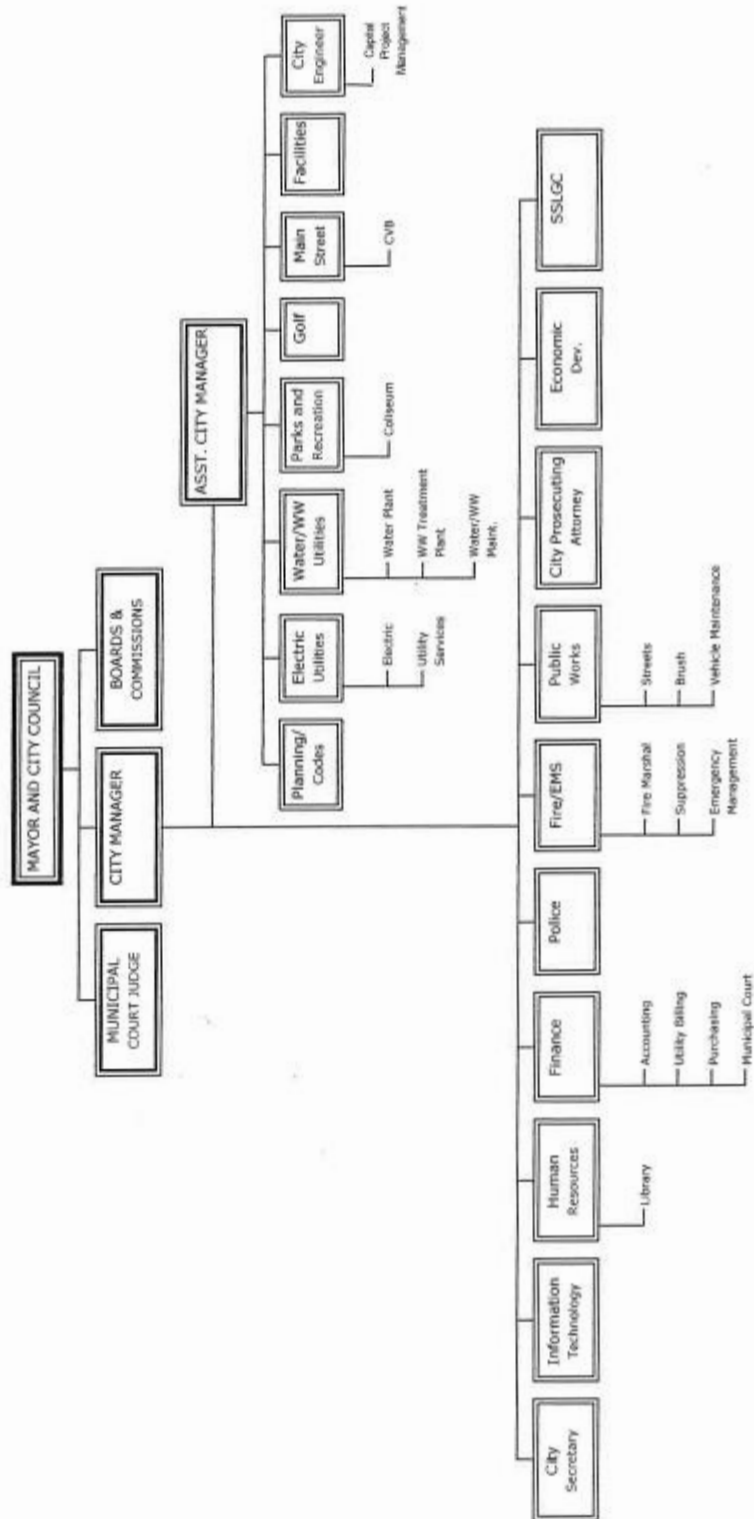 MAYOR AND CITY COUNCIL
MUNICIPAL
COURT JUDGE
CITY MANAGER
BOARDS &
COMMISSIONS
ASST. CITY MANAGER
Planning/
Codes
Electric
Utilities
Electric
Utility
Services
Water/WW
Utilities
Water Plant
WW Treatment
Plant
Water/WW
Maint.
Parks and
Recreation
Coliseum
Golf
Main
Street
CVB
Facilities
City
Engineer
Capital
Project
Management
City
Secretary
Information
Technology
Human
Resources
Library
Finance
Accounting
Utility Billing
Purchasing
Municipal Court
Police
Fire/EMS
Fire Marshal
Suppression
Emergency
Management
Public
Works
Streets
Brush
Vehicle Maintenance
City Prosecuting
Attorney
Economic
Dev.
SSLGC